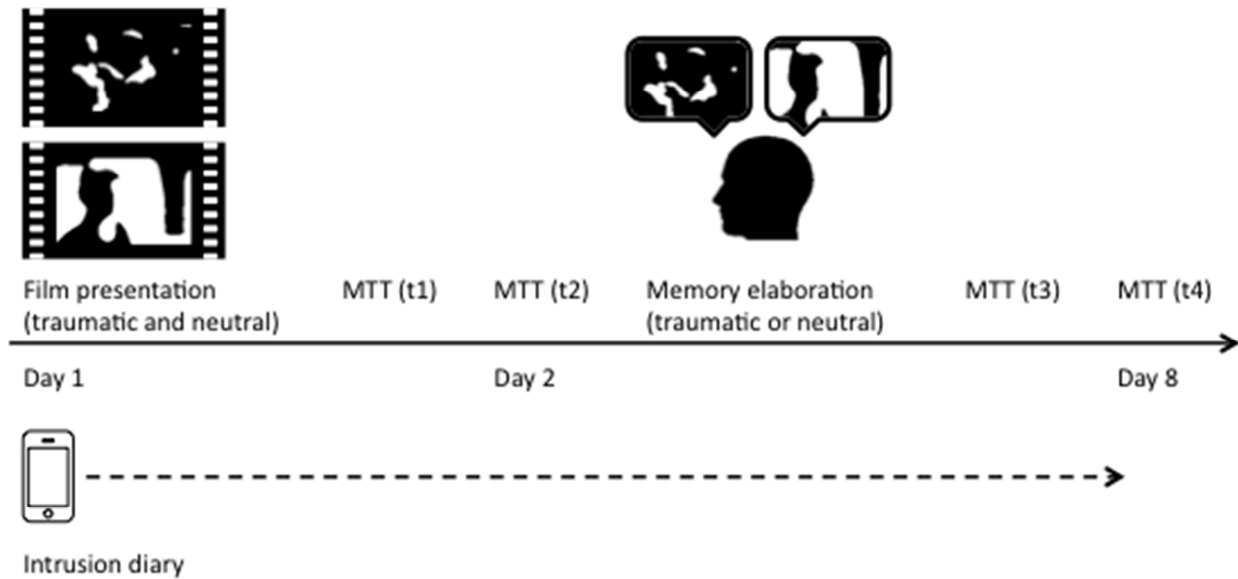 Film presentation
(traumatic and neutral)
MTT (t1)
MTT (t2)
Memory elaboration
(traumatic or neutral)
MTT (t3)
MTT (t4)
Day 1
Day 2
Day 8
Intrusion diary